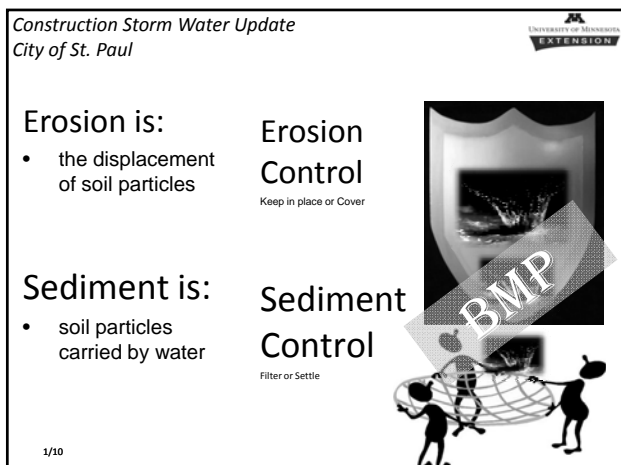 Construction Storm Water Update
City of St. Paul
UNIVERSITY OF MINNESOTA
EXTENSION
Erosion is:
• the displacement
of soil particles
Erosion
Control
Keep in place or Cover
BMP
Sediment is:
• soil particles
carried by water
Sediment
Control
Filter or Settle
1/10